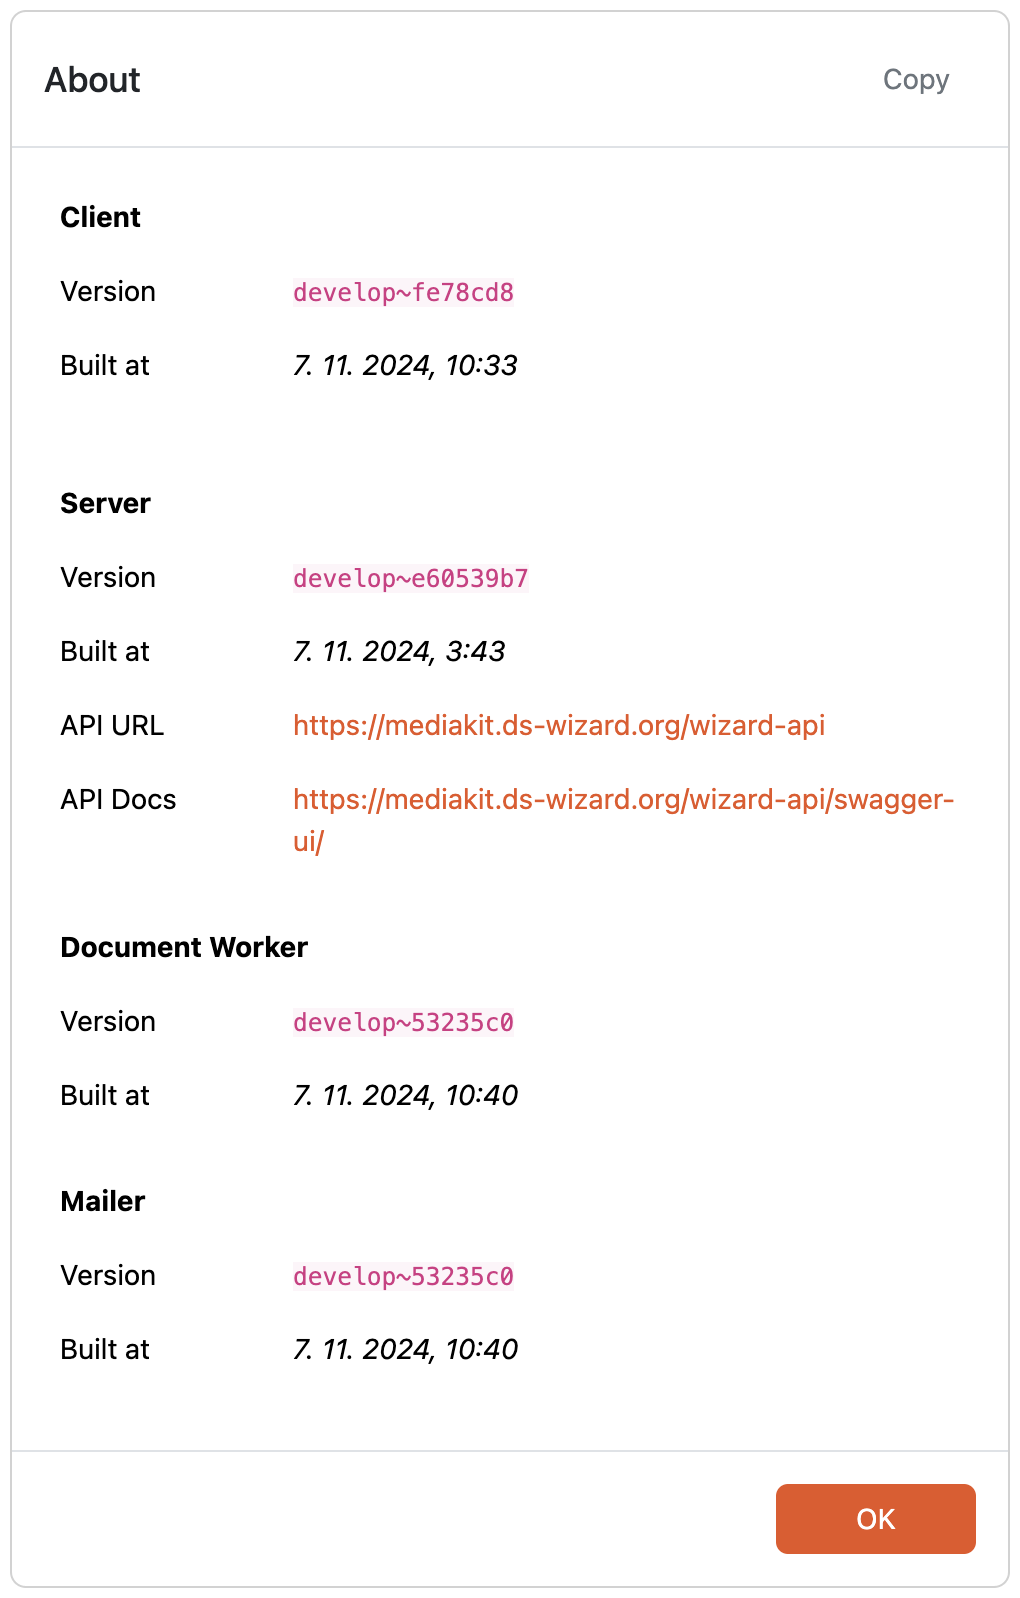 About
Copy
Client
Version develop~fe78cd8
Built at 7. 11. 2024, 10:33
Server
Version develop~e60539b7
Built at 7. 11. 2024, 3:43
API URL https://mediakit.ds-wizard.org/wizard-api
API Docs https://mediakit.ds-wizard.org/wizard-api/swagger-
ui/
Document Worker
Version develop~53235c0
Built at 7. 11. 2024, 10:40
Mailer
Version develop~53235c0
Built at 7. 11. 2024, 10:40
OK